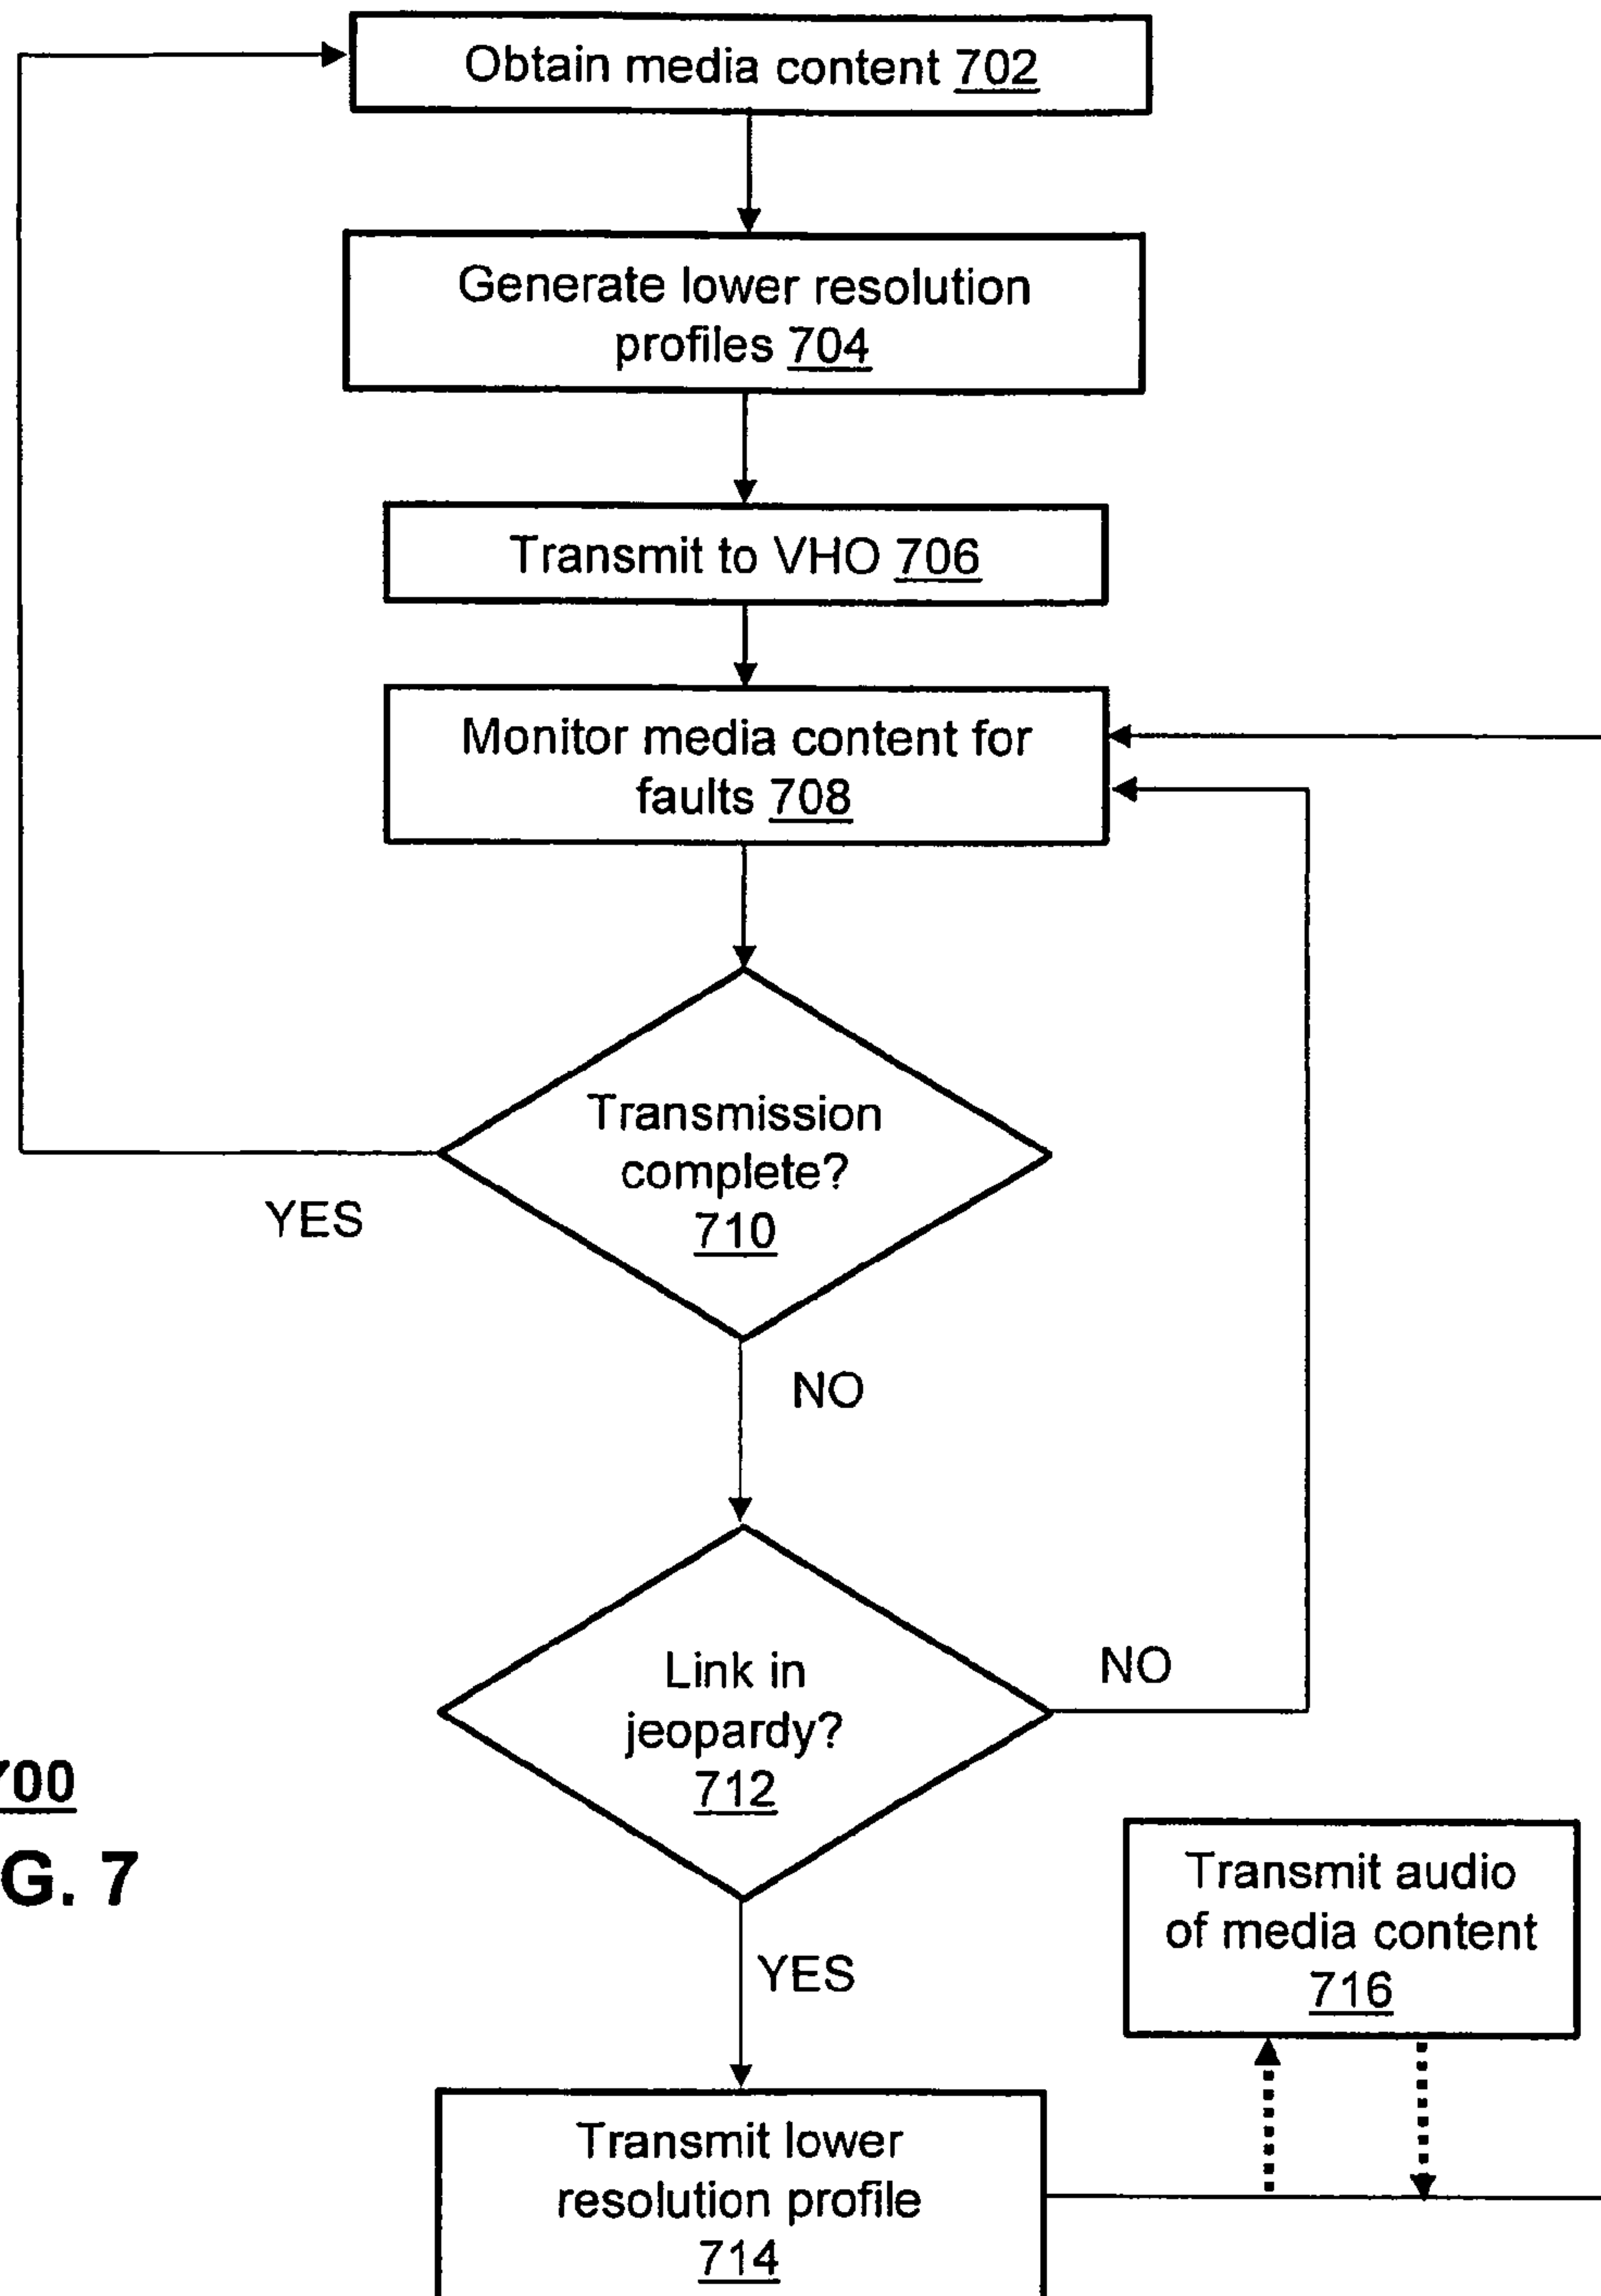 Obtain media content 702
Generate lower resolution
profiles 704
Transmit to VHO 706
Monitor media content for
faults 708
Transmission
complete?
710
YES
NO
Link in
jeopardy?
712
NO
YES
700
G. 7
Transmit audio
of media content
716
Transmit lower
resolution profile
714